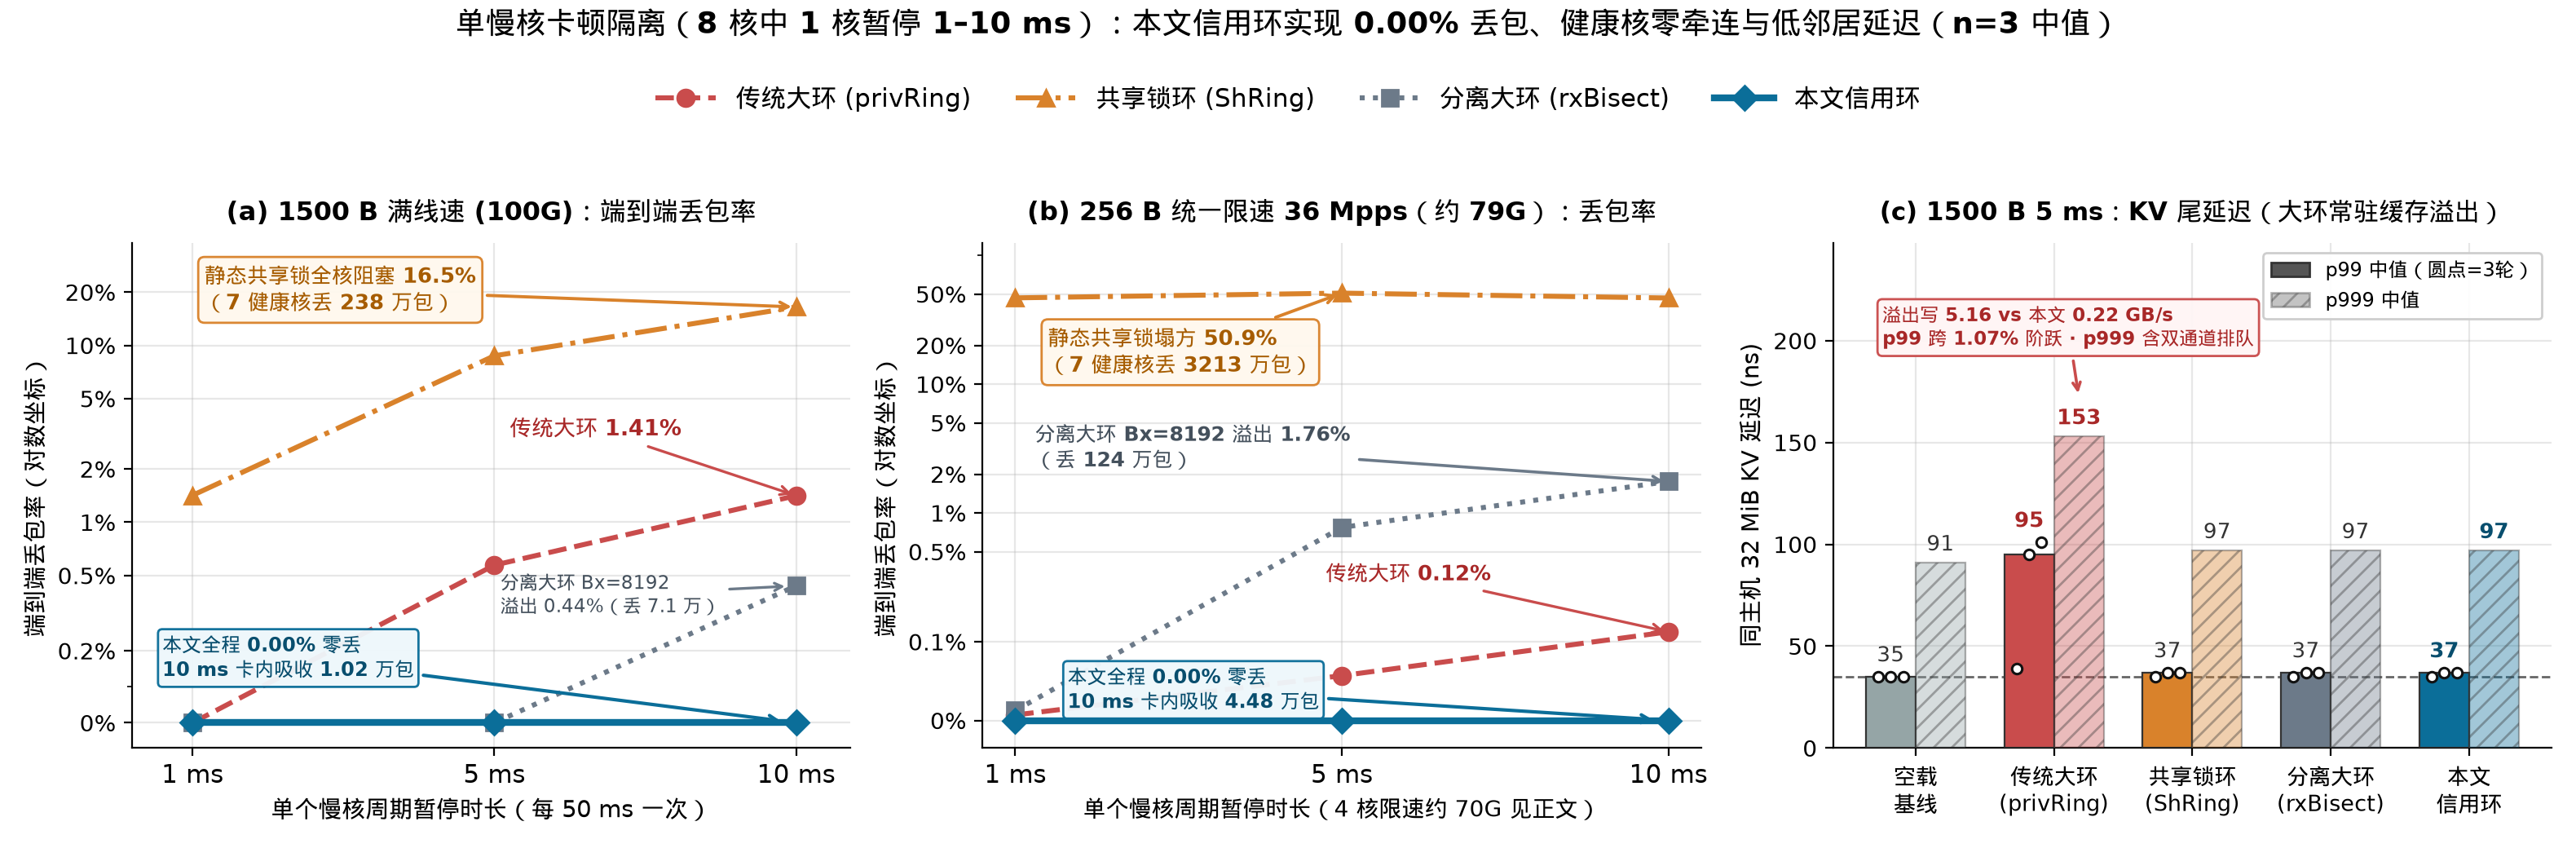 单慢核卡顿隔离（8 核中 1 核暂停 1–10 ms）：本文信用环实现 0.00% 丢包、健康核零牵连与低邻居延迟（n=3 中值）
传统大环 (privRing)
共享锁环 (ShRing)
分离大环 (rxBisect)
本文信用环
(a) 1500 B 满线速 (100G)：端到端丢包率
端到端丢包率（对数坐标）
20%
10%
5%
2%
1%
0.5%
0.2%
0%
静态共享锁全核阻塞 16.5%
（7 健康核丢 238 万包）
传统大环 1.41%
分离大环 Bx=8192
溢出 0.44%（丢 7.1 万）
本文全程 0.00% 零丢
10 ms 卡内吸收 1.02 万包
1 ms
5 ms
10 ms
单个慢核周期暂停时长（每 50 ms 一次）
(b) 256 B 统一限速 36 Mpps（约 79G）：丢包率
端到端丢包率（对数坐标）
50%
20%
10%
5%
2%
1%
0.5%
0.1%
0%
静态共享锁塌方 50.9%
（7 健康核丢 3213 万包）
分离大环 Bx=8192 溢出 1.76%
（丢 124 万包）
传统大环 0.12%
本文全程 0.00% 零丢
10 ms 卡内吸收 4.48 万包
1 ms
5 ms
10 ms
单个慢核周期暂停时长（4 核限速约 70G 见正文）
(c) 1500 B 5 ms：KV 尾延迟（大环常驻缓存溢出）
同主机 32 MiB KV 延迟 (ns)
200
150
100
50
0
p99 中值（圆点=3轮）
p999 中值
溢出写 5.16 vs 本文 0.22 GB/s
p99 跨 1.07% 阶跃 · p999 含双通道排队
35
91
95
153
37
97
37
97
37
97
空载
基线
传统大环
(privRing)
共享锁环
(ShRing)
分离大环
(rxBisect)
本文
信用环